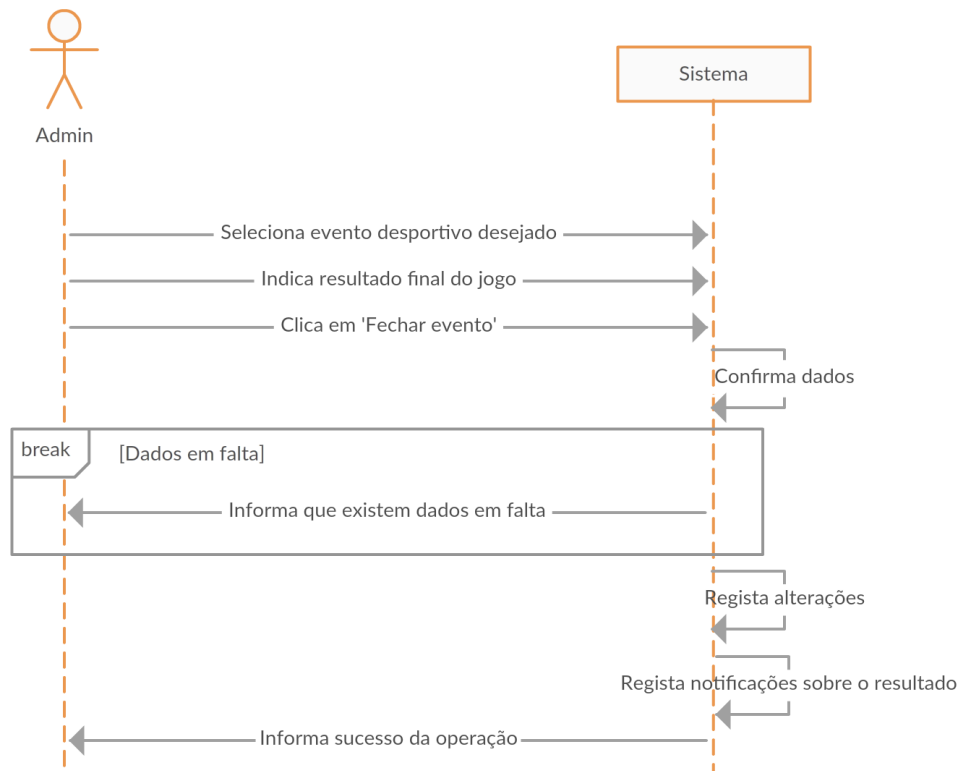 Admin
Sistema
Seleciona evento desportivo desejado
Indica resultado final do jogo
Clica em 'Fechar evento'
Confirma dados
break
[Dados em falta]
Informa que existem dados em falta
Regista alterações
Regista notificações sobre o resultado
Informa sucesso da operação